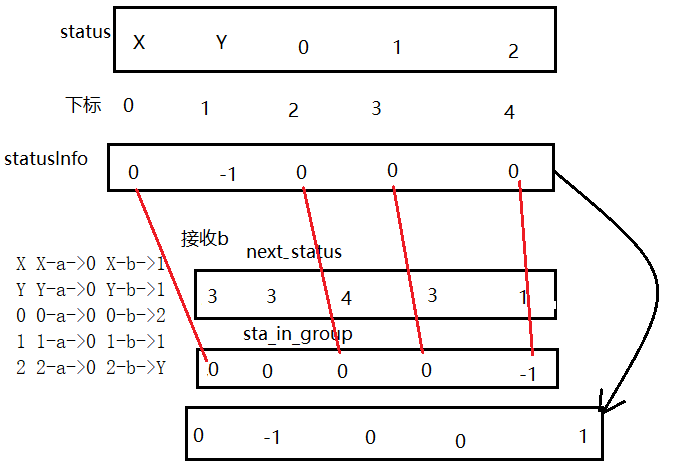 status X Y 0 1 2
下标 0 1 2 3 4
statusInfo 0 -1 0 0 0
接收b
next_status
X X-a->0 X-b->1
3 3 4 3 1
Y Y-a->0 Y-b->1
0 0-a->0 0-b->2
sta_in_group
1 1-a->0 1-b->1
2 2-a->0 2-b->Y
0 0 0 0 -1
0 -1 0 0 1